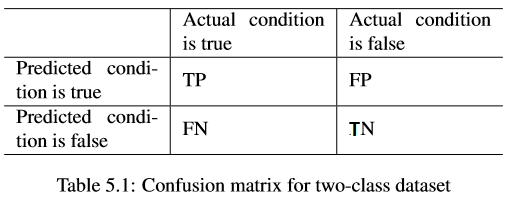 Actual condition is true
Actual condition is false
Predicted condi-
tion is true
TP
FP
Predicted condi-
tion is false
FN
TN
Table 5.1: Confusion matrix for two-class dataset